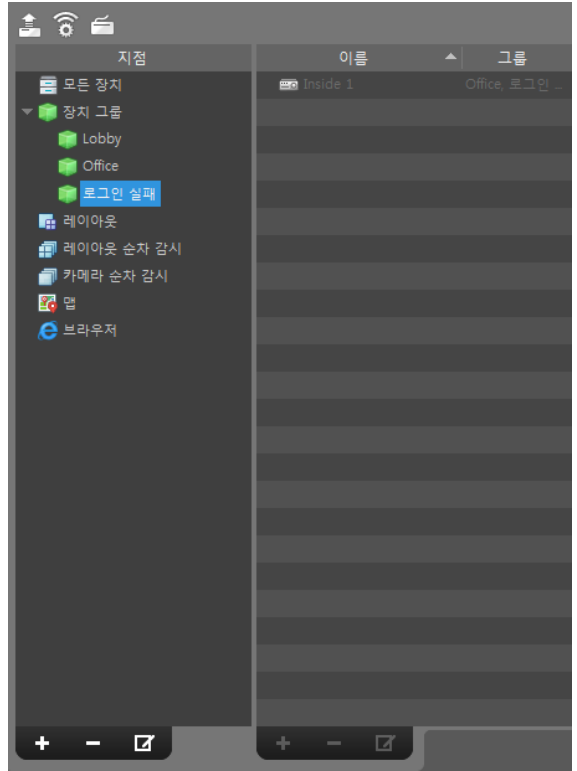 지점
이름
그룹
모든 장치
Inside 1
Office, 로그인 ...
장치 그룹
Lobby
Office
로그인 실패
레이아웃
레이아웃 순차 감시
카메라 순차 감시
맵
브라우저